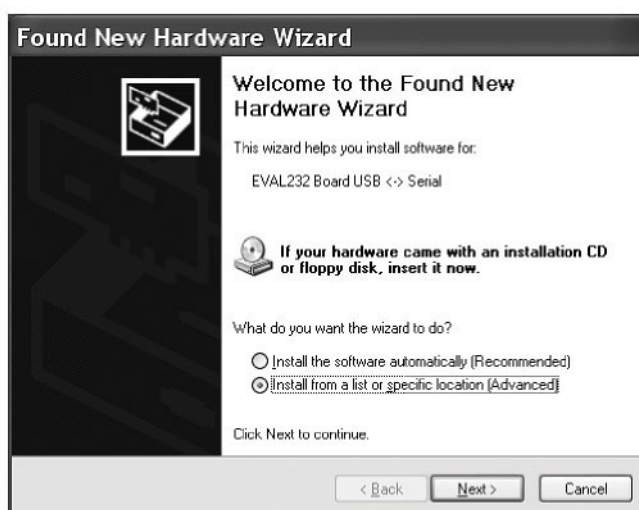 Found New Hardware Wizard
Welcome to the Found New
Hardware Wizard
This wizard helps you install software for:
EVAL232 Board USB <-> Serial
If your hardware came with an installation CD
or floppy disk, insert it now.
What do you want the wizard to do?
Install the software automatically (Recommended)
Install from a list or specific location (Advanced)
Click Next to continue.
< Back
Next >
Cancel